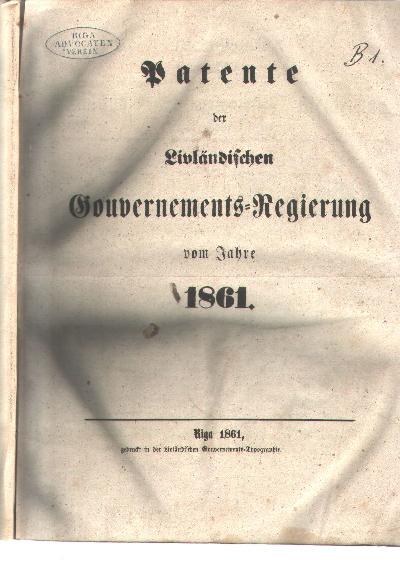 RIGA
ADVOCATEN
VEREIN
B 1.
Patente
der
Livländischen
Gouvernements-Regierung
vom Jahre
1861.
Riga 1861,
gedruckt in der Livländischen Gouvernements-Typographie.